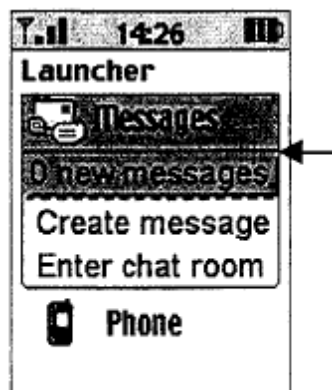 14:26
Launcher
Messages
0 new messages
Create message
Enter chat room
Phone